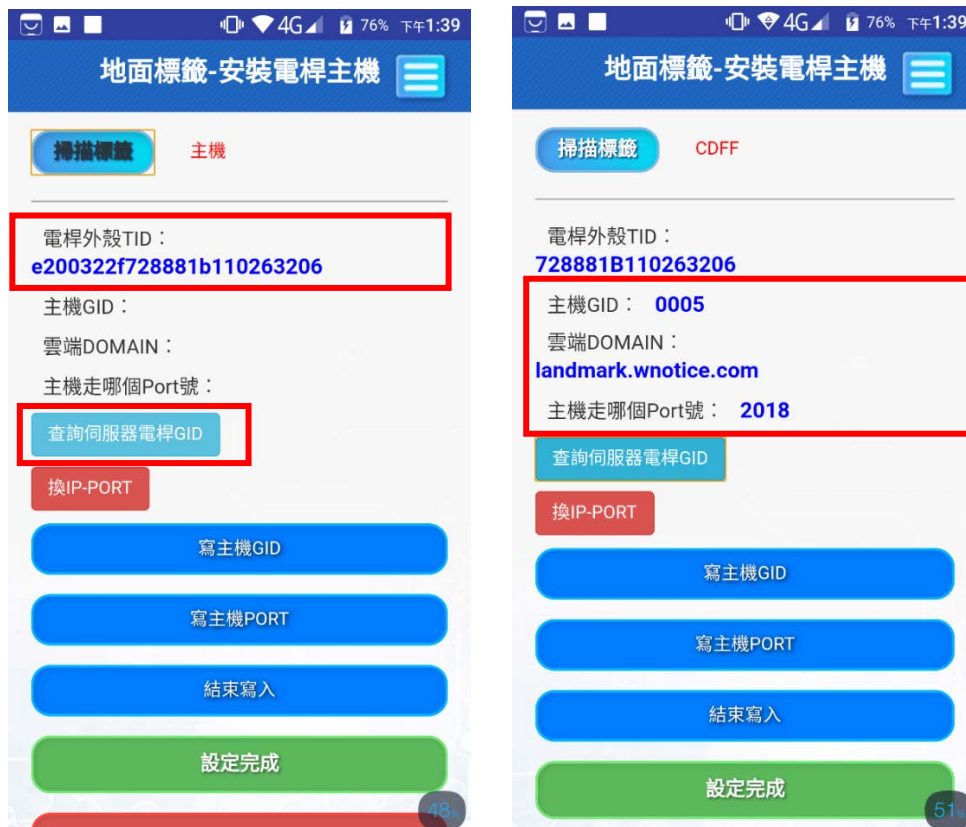 4G 76% 下午1:39
地面標籤-安裝電桿主機
掃描標籤 主機
電桿外殼TID：
e200322f728881b110263206
主機GID：
雲端DOMAIN：
主機走哪個Port號：
查詢伺服器電桿GID
換IP-PORT
寫主機GID
寫主機PORT
結束寫入
設定完成
48%
4G 76% 下午1:39
地面標籤-安裝電桿主機
掃描標籤 CDFF
電桿外殼TID：
728881B110263206
主機GID： 0005
雲端DOMAIN：
landmark.wnotice.com
主機走哪個Port號： 2018
查詢伺服器電桿GID
換IP-PORT
寫主機GID
寫主機PORT
結束寫入
設定完成
51%